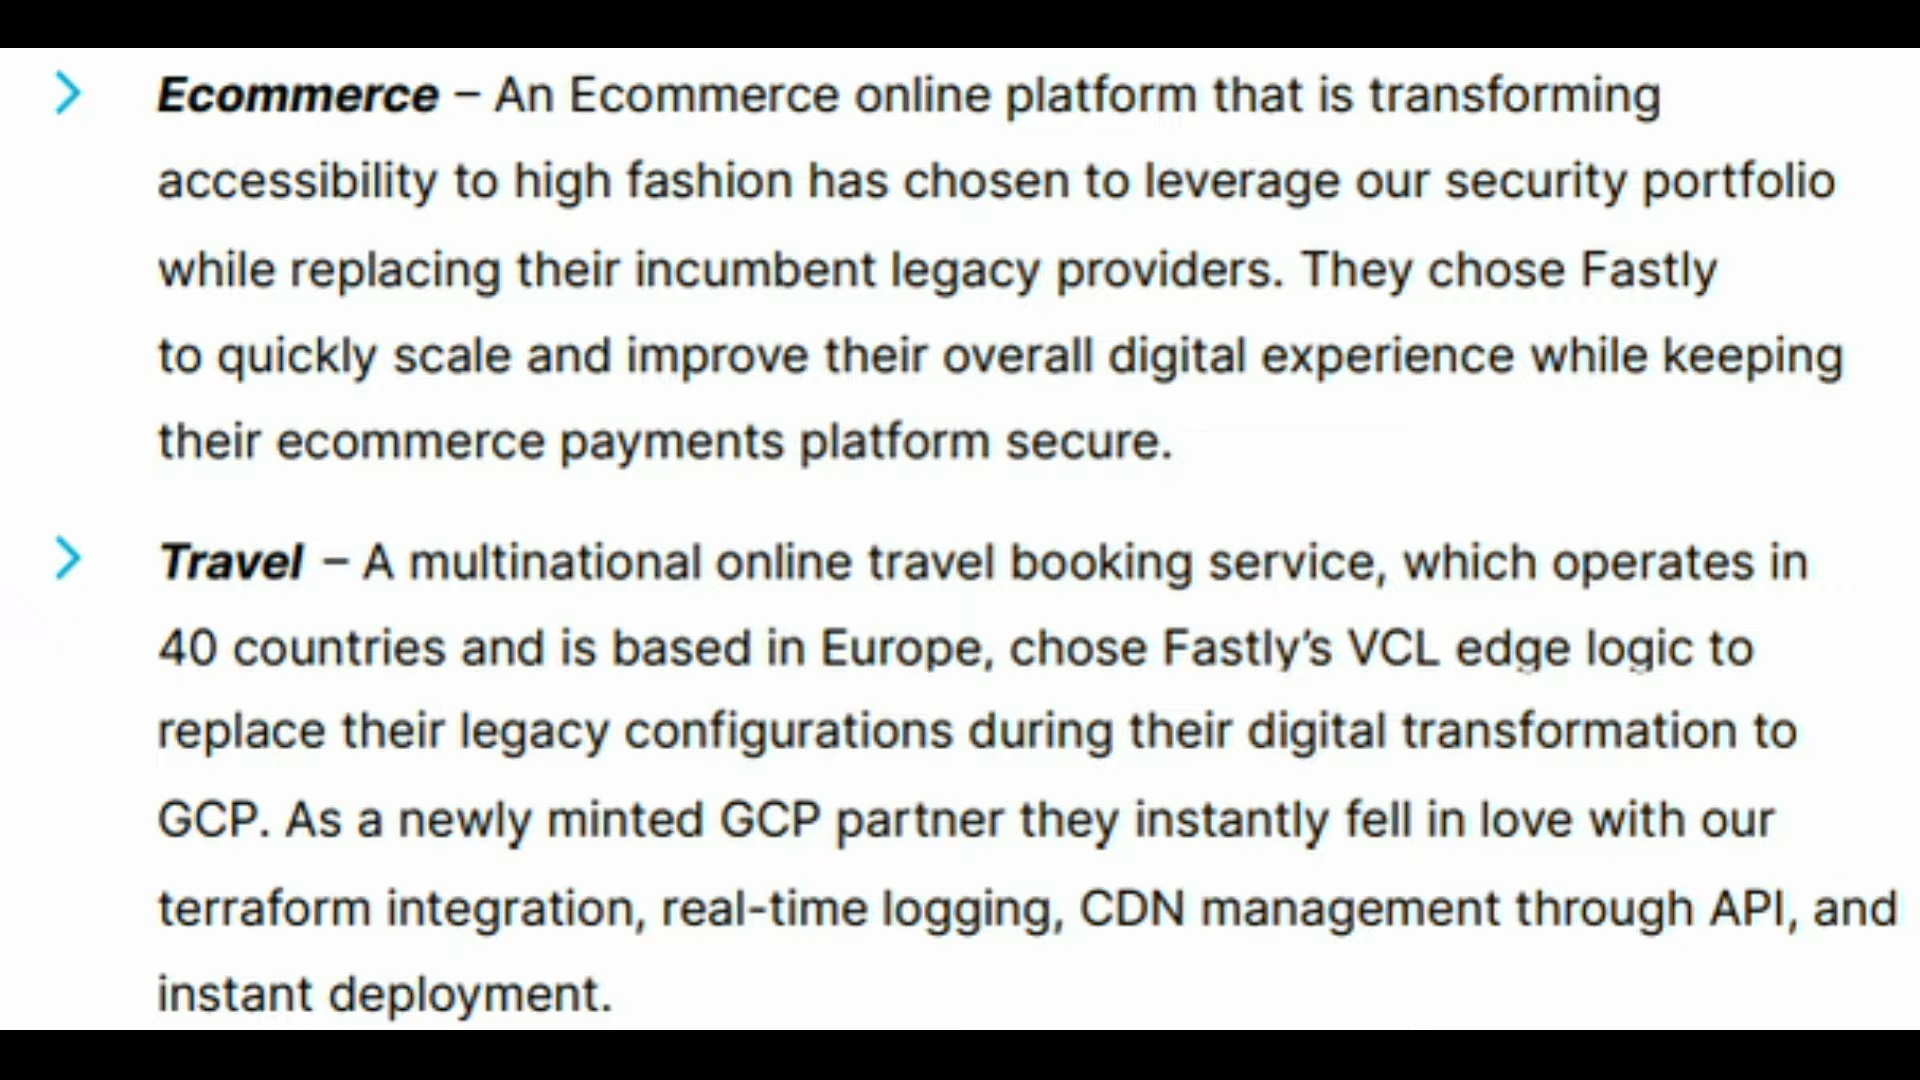 Ecommerce – An Ecommerce online platform that is transforming
accessibility to high fashion has chosen to leverage our security portfolio
while replacing their incumbent legacy providers. They chose Fastly
to quickly scale and improve their overall digital experience while keeping
their ecommerce payments platform secure.
Travel – A multinational online travel booking service, which operates in
40 countries and is based in Europe, chose Fastly’s VCL edge logic to
replace their legacy configurations during their digital transformation to
GCP. As a newly minted GCP partner they instantly fell in love with our
terraform integration, real-time logging, CDN management through API, and
instant deployment.